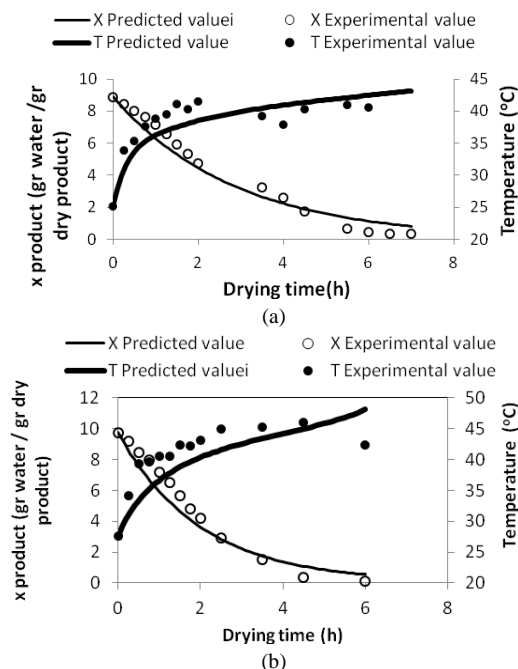 X Predicted valuei
X Experimental value
T Predicted value
T Experimental value
10
8
6
4
2
0
x product (gr water /gr
dry product)
45
40
35
30
25
20
Temperature (°C)
0
2
4
6
8
Drying time(h)
(a)
X Predicted value
X Experimental value
T Predicted valuei
T Experimental value
12
10
8
6
4
2
0
x product (gr water / gr dry
product)
50
45
40
35
30
25
20
Temperature (°C)
0
2
4
6
8
Drying time (h)
(b)